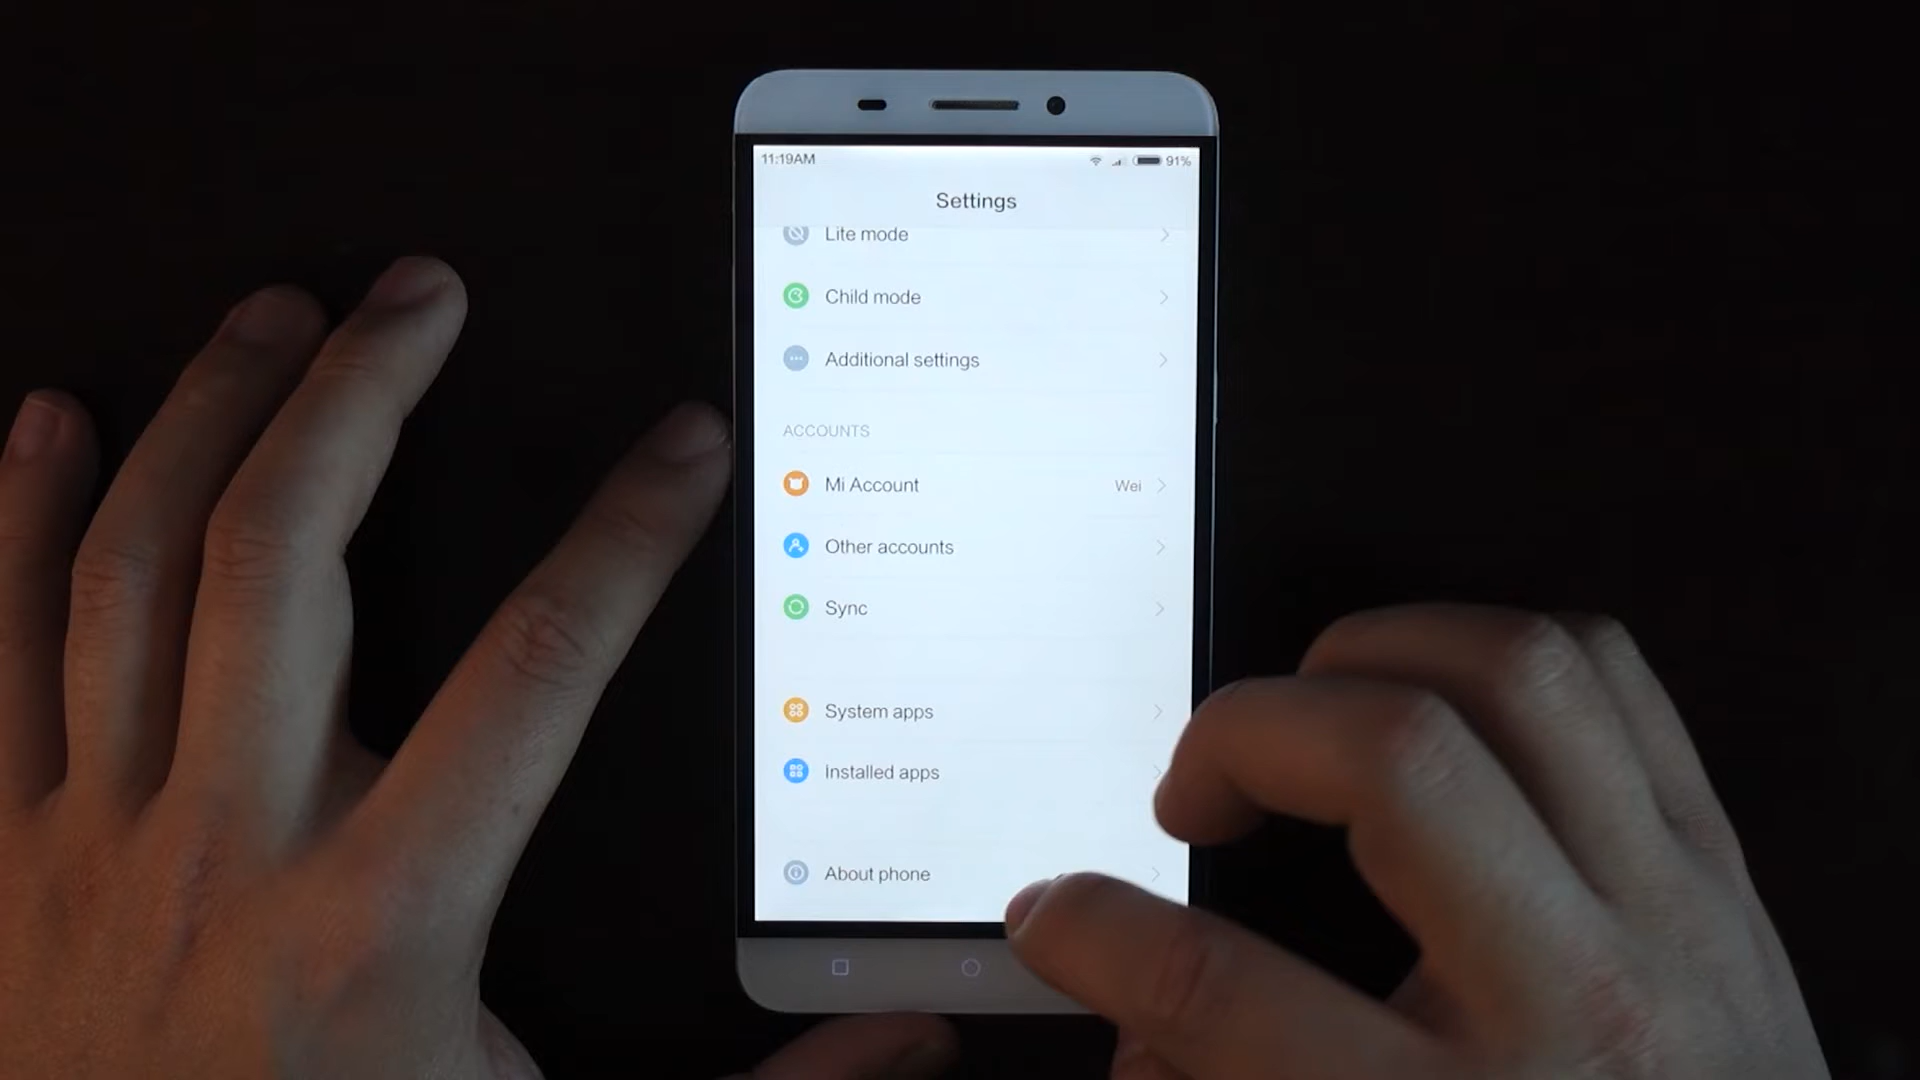 11:19AM 91%
Settings
Lite mode
Child mode
Additional settings
ACCOUNTS
Mi Account Wei
Other accounts
Sync
System apps
Installed apps
About phone